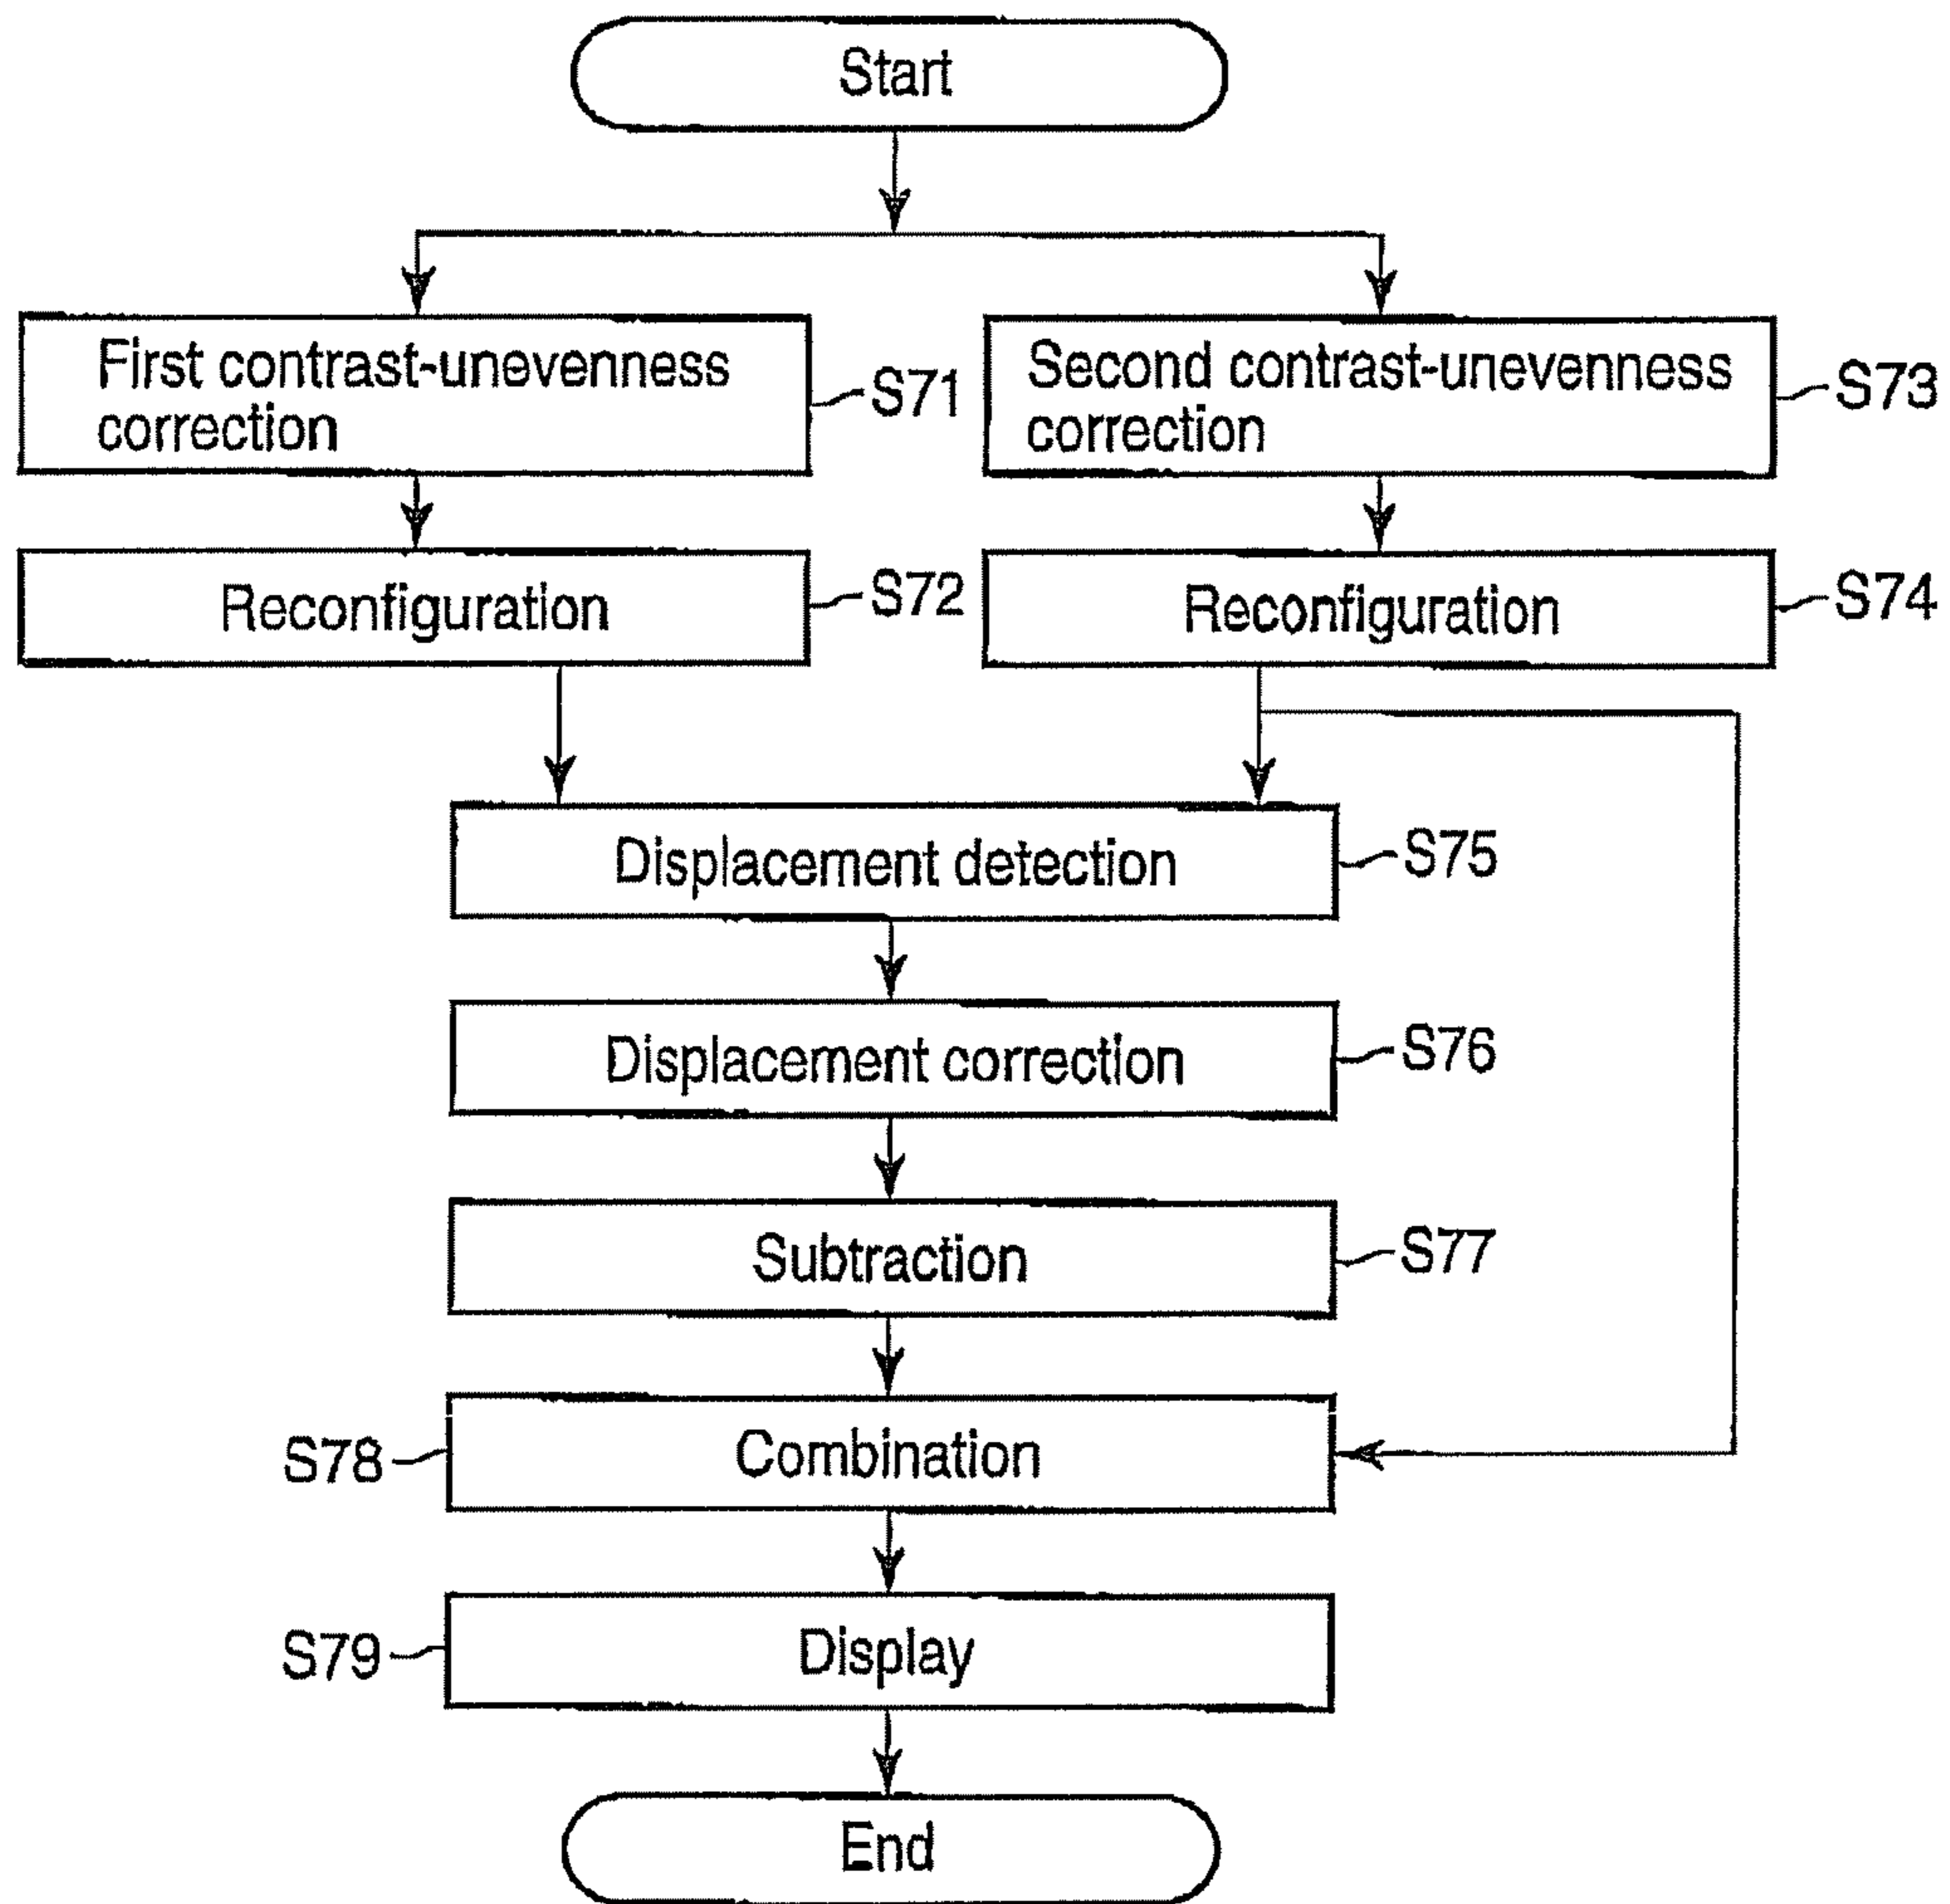 Start
First contrast-unevenness
correction
S71
Second contrast-unevenness
correction
S73
Reconfiguration
S72
Reconfiguration
S74
Displacement detection
S75
Displacement correction
S76
Subtraction
S77
S78
Combination
S79
Display
End